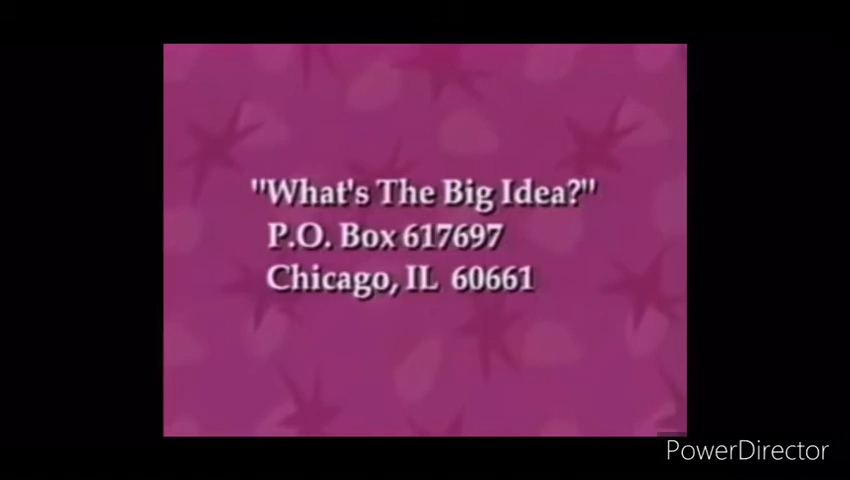 "What's The Big Idea?"
P.O. Box 617697
Chicago, IL 60661
PowerDirector